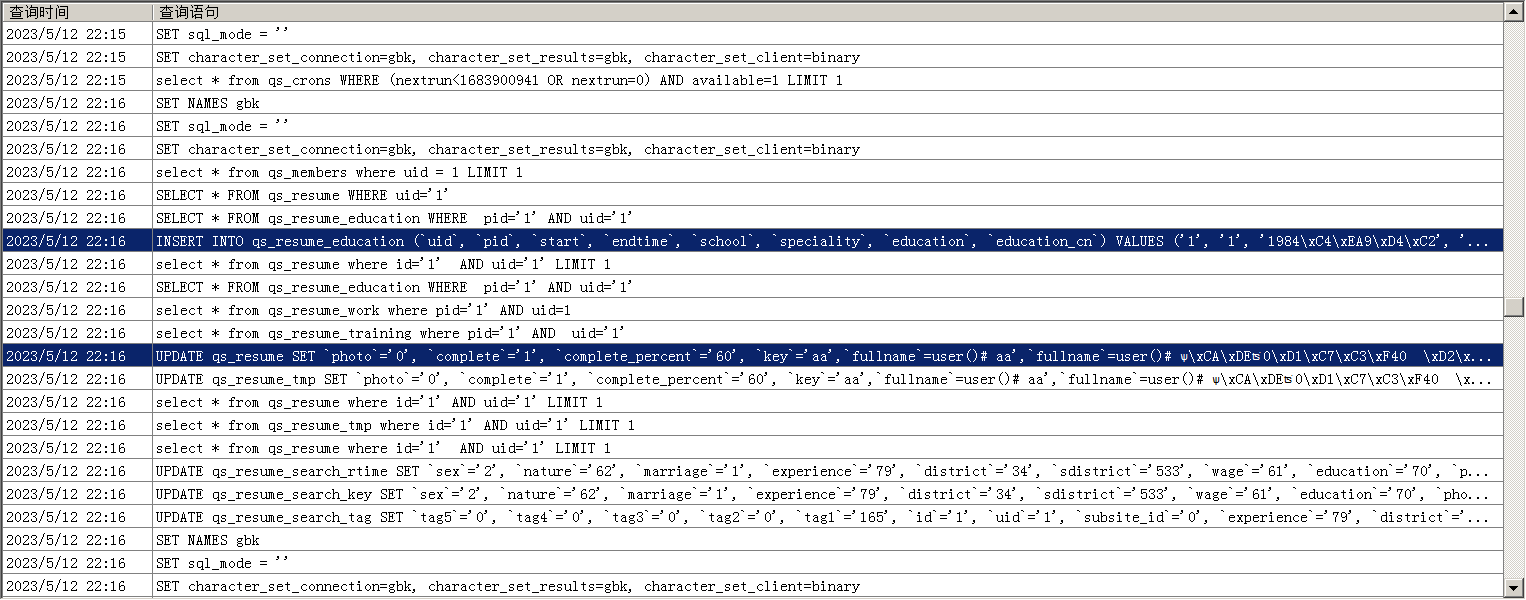 查询时间 查询语句
2023/5/12 22:15 SET sql_mode = ''
2023/5/12 22:15 SET character_set_connection=gbk, character_set_results=gbk, character_set_client=binary
2023/5/12 22:15 select * from qs_crons WHERE (nextrun<1683900941 OR nextrun=0) AND available=1 LIMIT 1
2023/5/12 22:16 SET NAMES gbk
2023/5/12 22:16 SET sql_mode = ''
2023/5/12 22:16 SET character_set_connection=gbk, character_set_results=gbk, character_set_client=binary
2023/5/12 22:16 select * from qs_members where uid = 1 LIMIT 1
2023/5/12 22:16 SELECT * FROM qs_resume WHERE uid='1'
2023/5/12 22:16 SELECT * FROM qs_resume_education WHERE  pid='1' AND uid='1'
2023/5/12 22:16 INSERT INTO qs_resume_education (`uid`, `pid`, `start`, `endtime`, `school`, `speciality`, `education`, `education_cn`) VALUES ('1', '1', '1984\xC4\xEA9\xD4\xC2', '...
2023/5/12 22:16 select * from qs_resume where id='1'  AND uid='1' LIMIT 1
2023/5/12 22:16 SELECT * FROM qs_resume_education WHERE  pid='1' AND uid='1'
2023/5/12 22:16 select * from qs_resume_work where pid='1' AND uid=1
2023/5/12 22:16 select * from qs_resume_training where pid='1' AND  uid='1'
2023/5/12 22:16 UPDATE qs_resume SET `photo`='0', `complete`='1', `complete_percent`='60', `key`='aa',`fullname`=user()# aa',`fullname`=user()# \xCA\xDE 0\xD1\xC7\xC3\xF40  \xD2\x...
2023/5/12 22:16 UPDATE qs_resume_tmp SET `photo`='0', `complete`='1', `complete_percent`='60', `key`='aa',`fullname`=user()# aa',`fullname`=user()# \xCA\xDE 0\xD1\xC7\xC3\xF40  \x...
2023/5/12 22:16 select * from qs_resume where id='1' AND uid='1' LIMIT 1
2023/5/12 22:16 select * from qs_resume_tmp where id='1' AND uid='1' LIMIT 1
2023/5/12 22:16 select * from qs_resume where id='1'  AND uid='1' LIMIT 1
2023/5/12 22:16 UPDATE qs_resume_search_rtime SET `sex`='2', `nature`='62', `marriage`='1', `experience`='79', `district`='34', `sdistrict`='533', `wage`='61', `education`='70', `p...
2023/5/12 22:16 UPDATE qs_resume_search_key SET `sex`='2', `nature`='62', `marriage`='1', `experience`='79', `district`='34', `sdistrict`='533', `wage`='61', `education`='70', `pho...
2023/5/12 22:16 UPDATE qs_resume_search_tag SET `tag5`='0', `tag4`='0', `tag3`='0', `tag2`='0', `tag1`='165', `id`='1', `uid`='1', `subsite_id`='0', `experience`='79', `district`='...
2023/5/12 22:16 SET NAMES gbk
2023/5/12 22:16 SET sql_mode = ''
2023/5/12 22:16 SET character_set_connection=gbk, character_set_results=gbk, character_set_client=binary